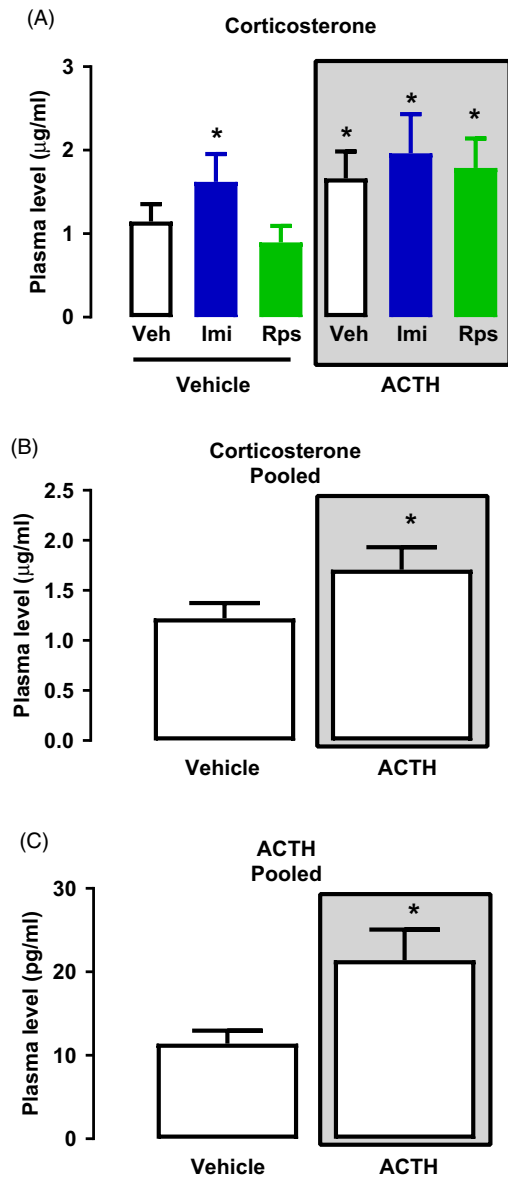 (A)
Corticosterone
Plasma level (μg/ml)
3
2
1
0
* * * *
Veh Imi Rps Veh Imi Rps
Vehicle ACTH
(B)
Corticosterone
Pooled
Plasma level (μg/ml)
2.5
2.0
1.5
1.0
0.5
0.0
*
Vehicle ACTH
(C)
ACTH
Pooled
Plasma level (pg/ml)
30
20
10
0
*
Vehicle ACTH